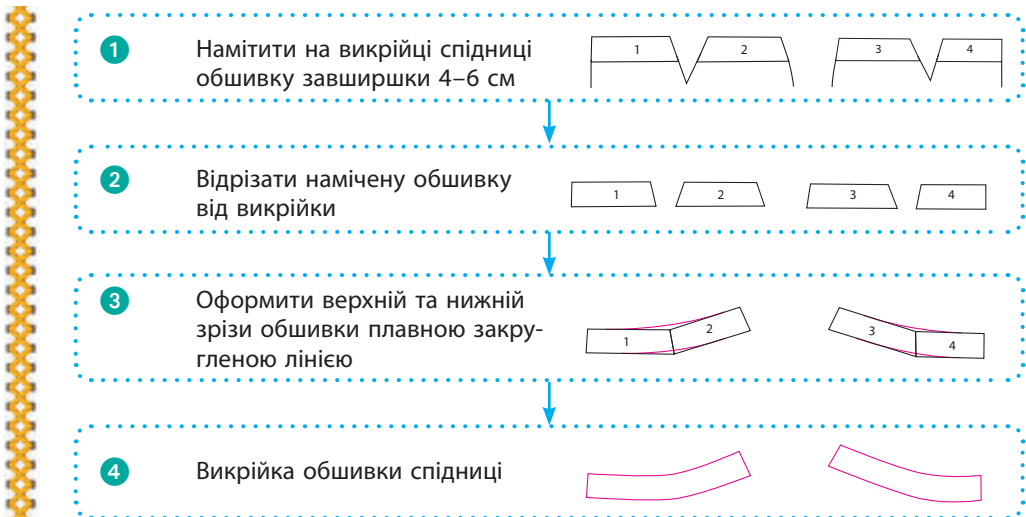 1
Намітити на викрійці спідниці
обшивку завширшки 4–6 см
1 2 3 4
2
Відрізати намічену обшивку
від викрійки
1 2 3 4
3
Оформити верхній та нижній
зрізи обшивки плавною закру-
гленою лінією
1 2 3 4
4
Викрійка обшивки спідниці